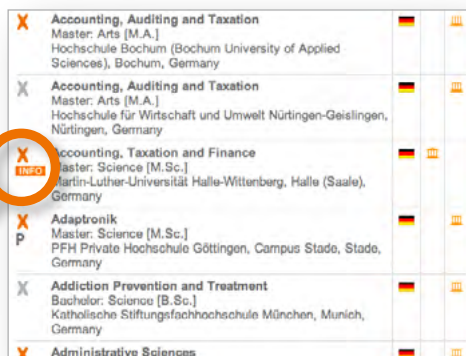 X Accounting, Auditing and Taxation
Master: Arts [M.A.]
Hochschule Bochum (Bochum University of Applied
Sciences), Bochum, Germany
X Accounting, Auditing and Taxation
Master: Arts [M.A.]
Hochschule für Wirtschaft und Umwelt Nürtingen-Geislingen,
Nürtingen, Germany
X Accounting, Taxation and Finance
INFO Master: Science [M.Sc.]
Martin-Luther-Universität Halle-Wittenberg, Halle (Saale),
Germany
X Adaptronik
P Master: Science [M.Sc.]
PFH Private Hochschule Göttingen, Campus Stade, Stade,
Germany
X Addiction Prevention and Treatment
Bachelor: Science [B.Sc.]
Katholische Stiftungsfachhochschule München, Munich,
Germany
X Administrative Sciences